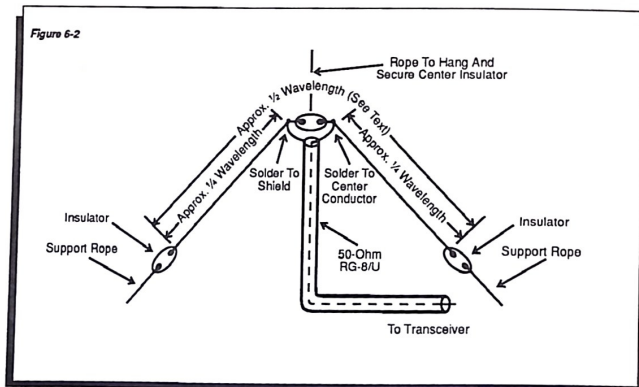 Figure 6-2
Rope To Hang And
Secure Center Insulator
Approx. ½ Wavelength (See Text)
Approx. ¼ Wavelength
Approx. ¼ Wavelength
Solder To
Shield
Solder To
Center
Conductor
Insulator
Support Rope
Insulator
Support Rope
50-Ohm
RG-8/U
To Transceiver